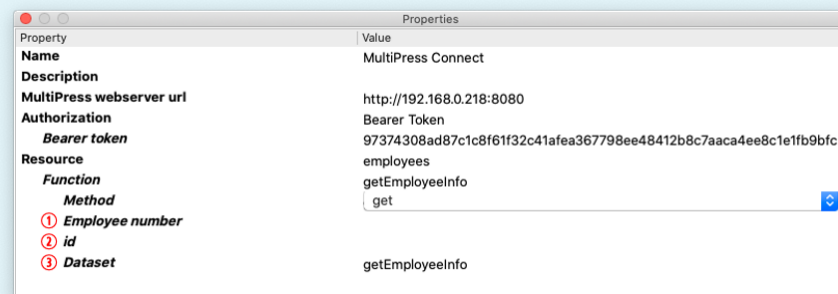 Properties
Property Value
Name MultiPress Connect
Description
MultiPress webserver url http://192.168.0.218:8080
Authorization Bearer Token
Bearer token 97374308ad87c1c8f61f32c41afea367798ee48412b8c7aaca4ee8c1e1fb9bfc
Resource employees
Function getEmployeeInfo
Method get
① Employee number
② id
③ Dataset getEmployeeInfo